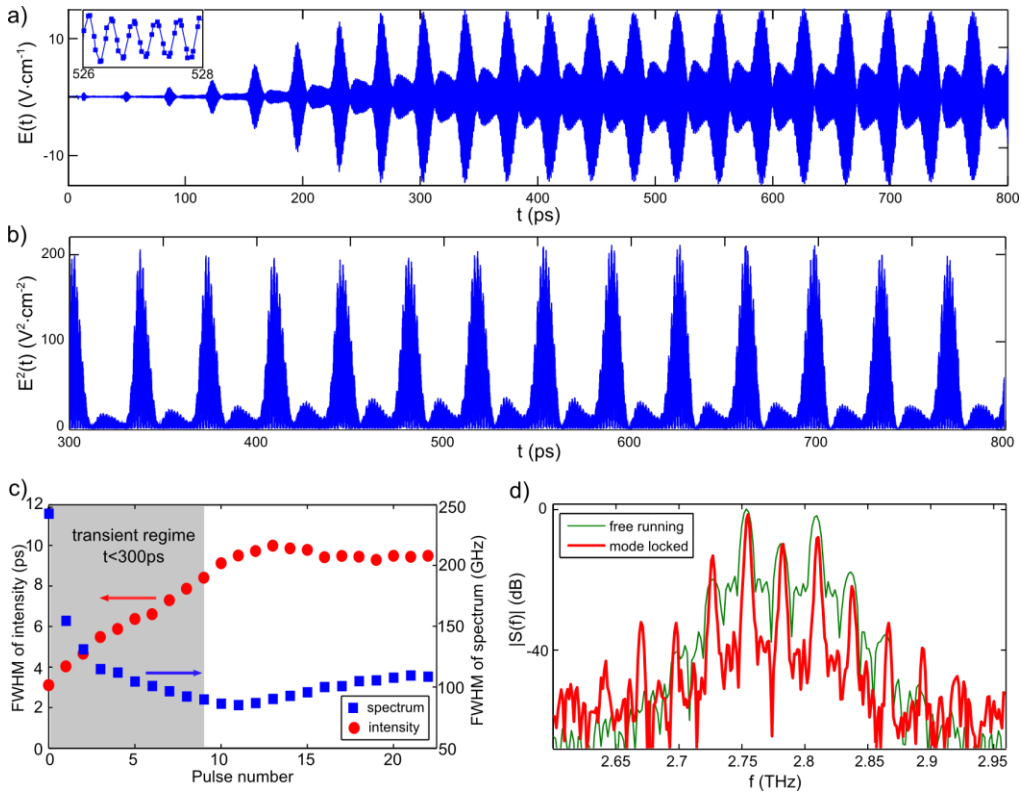 a)
E(t) (V·cm⁻¹)
10
-10
526 528
0 100 200 300 400 500 600 700 800
t (ps)
b)
E²(t) (V²·cm⁻²)
200
100
0
300 400 500 600 700 800
t (ps)
c)
FWHM of intensity (ps)
12
10
8
6
4
2
0
transient regime
t<300ps
spectrum
intensity
250
200
150
100
50
FWHM of spectrum (GHz)
0 5 10 15 20
Pulse number
d)
|S(f)| (dB)
0
-40
free running
mode locked
2.65 2.7 2.75 2.8 2.85 2.9 2.95
f (THz)